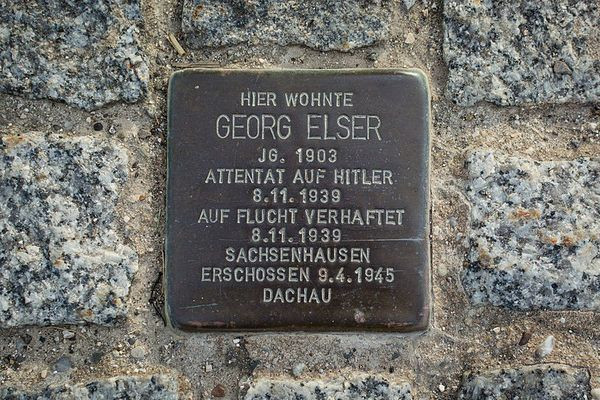 HIER WOHNTE
GEORG ELSER
JG. 1903
ATTENTAT AUF HITLER
8.11.1939
AUF FLUCHT VERHAFTET
8.11.1939
SACHSENHAUSEN
ERSCHOSSEN 9.4.1945
DACHAU